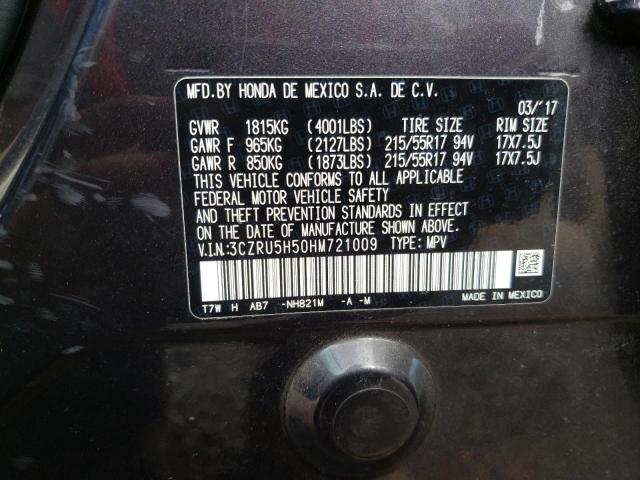 MFD.BY HONDA DE MEXICO S.A. DE C.V.
03/'17
GVWR 1815KG (4001LBS) TIRE SIZE RIM SIZE
GAWR F 965KG (2127LBS) 215/55R17 94V 17X7.5J
GAWR R 850KG (1873LBS) 215/55R17 94V 17X7.5J
THIS VEHICLE CONFORMS TO ALL APPLICABLE
FEDERAL MOTOR VEHICLE SAFETY
AND THEFT PREVENTION STANDARDS IN EFFECT
ON THE DATE OF MANUFACTURE SHOWN ABOVE.
V.I.N:3CZRU5H50HM721009 TYPE: MPV
T7W H AB7 -NH821M -A -M MADE IN MEXICO